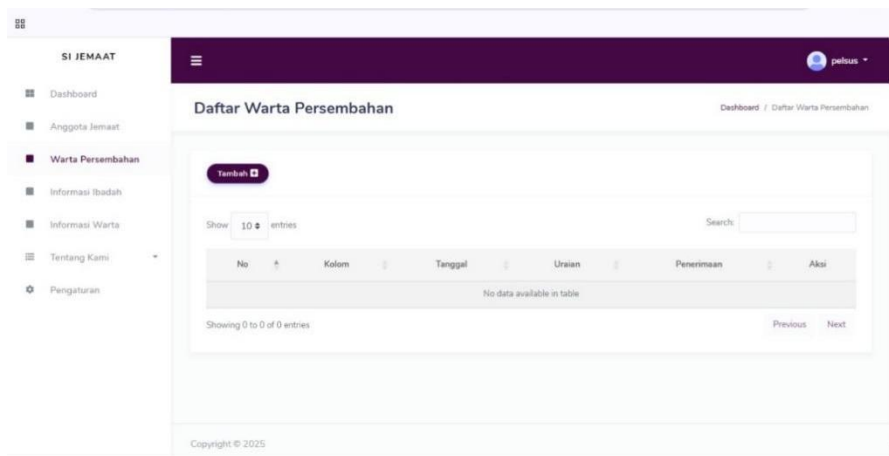 SI JEMAAT
pelsus
Dashboard
Anggota Jemaat
Warta Persembahan
Informasi Ibadah
Informasi Warta
Tentang Kami
Pengaturan
Daftar Warta Persembahan
Dashboard / Daftar Warta Persembahan
Tambah
Show 10 entries
Search:
No Kolom Tanggal Uraian Penerimaan Aksi
No data available in table
Showing 0 to 0 of 0 entries
Previous Next
Copyright © 2025